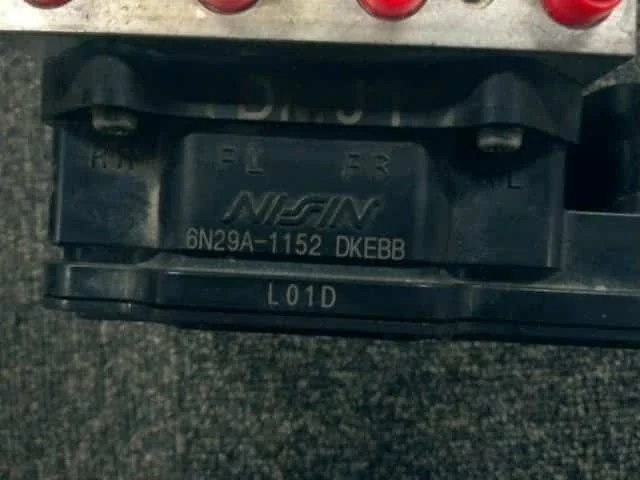 FL FR
NISSIN
6N29A-1152 DKEBB
L01D